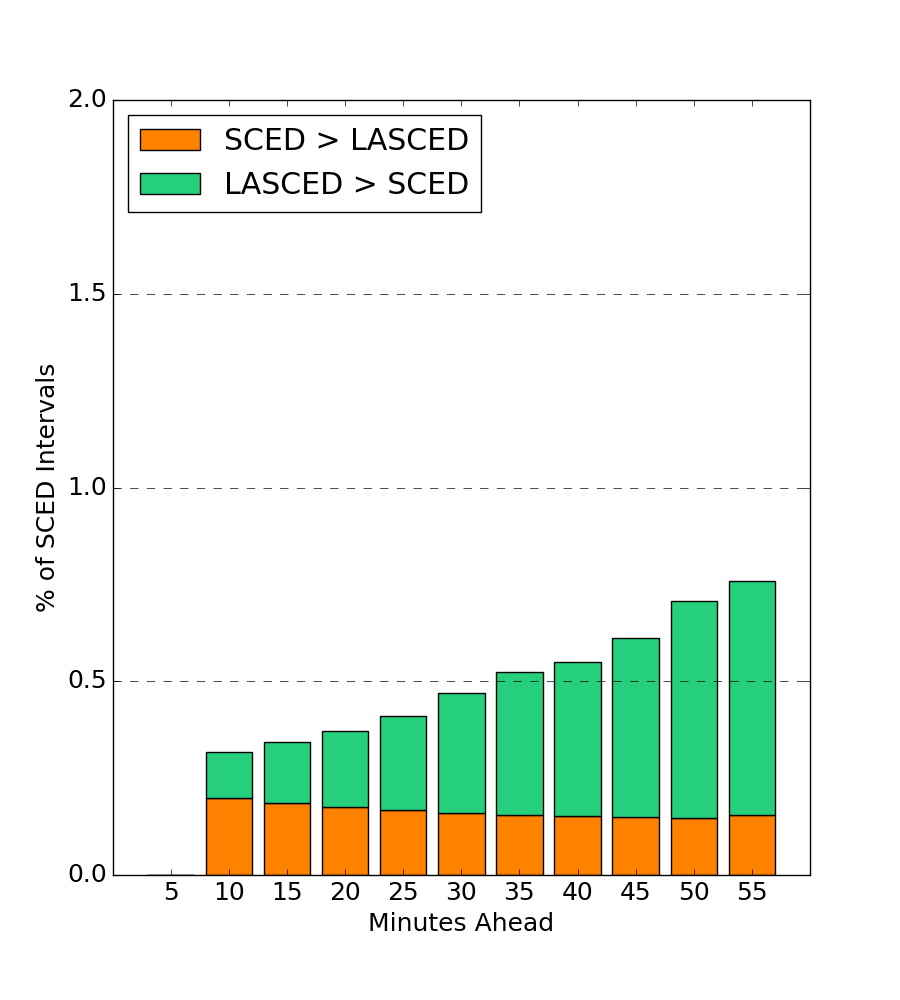 2.0
SCED > LASCED
LASCED > SCED
1.5
1.0
0.5
0.0
% of SCED Intervals
5 10 15 20 25 30 35 40 45 50 55
Minutes Ahead